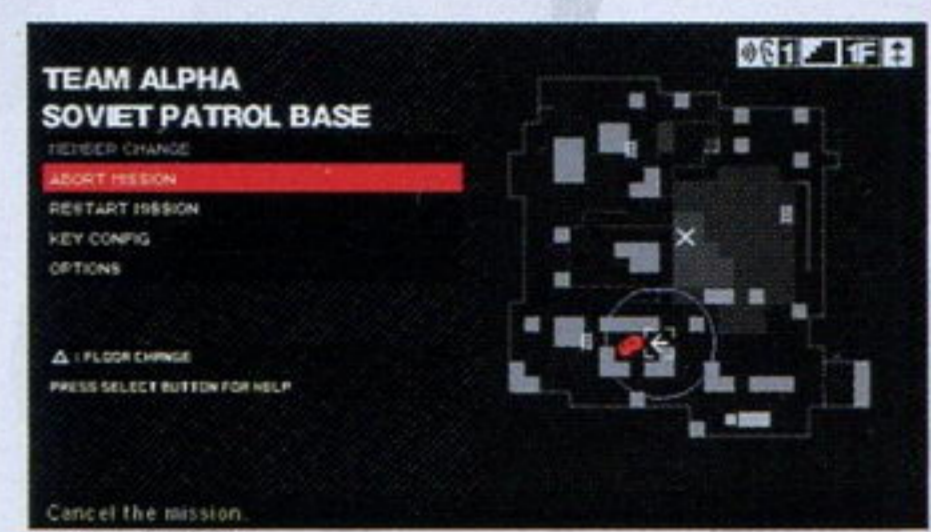 TEAM ALPHA
SOVIET PATROL BASE
MEMBER CHANGE
ABORT MISSION
RESTART MISSION
KEY CONFIG
OPTIONS
△ : FLOOR CHANGE
PRESS SELECT BUTTON FOR HELP
Cancel the mission.
1 1F